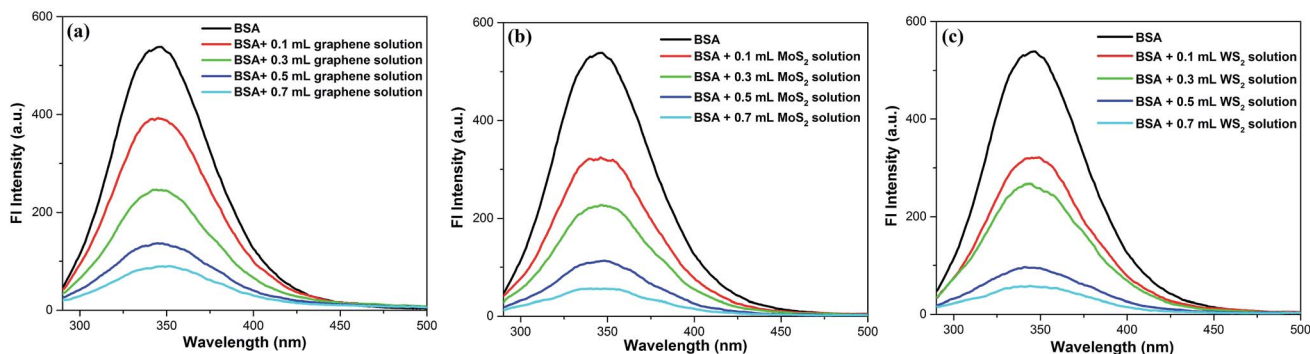 (a)
BSA
BSA+ 0.1 mL graphene solution
BSA+ 0.3 mL graphene solution
BSA+ 0.5 mL graphene solution
BSA+ 0.7 mL graphene solution
FI Intensity (a.u.)
600
400
200
0
300
350
400
450
500
Wavelength (nm)
(b)
BSA
BSA + 0.1 mL MoS₂ solution
BSA + 0.3 mL MoS₂ solution
BSA + 0.5 mL MoS₂ solution
BSA + 0.7 mL MoS₂ solution
FI Intensity (a.u.)
600
400
200
0
300
350
400
450
500
Wavelength (nm)
(c)
BSA
BSA + 0.1 mL WS₂ solution
BSA + 0.3 mL WS₂ solution
BSA + 0.5 mL WS₂ solution
BSA + 0.7 mL WS₂ solution
FI Intensity (a.u.)
600
400
200
0
300
350
400
450
500
Wavelength (nm)